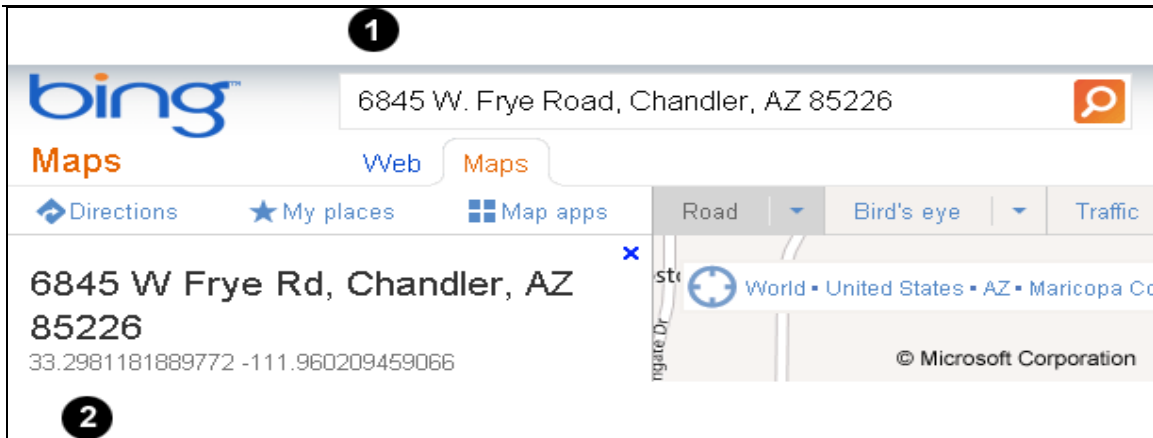 1
bing™
6845 W. Frye Road, Chandler, AZ 85226
Maps
Web
Maps
Directions
My places
Map apps
Road
Bird's eye
Traffic
6845 W Frye Rd, Chandler, AZ
85226
33.2981181889772 -111.960209459066
World ▪ United States ▪ AZ ▪ Maricopa Co
© Microsoft Corporation
2